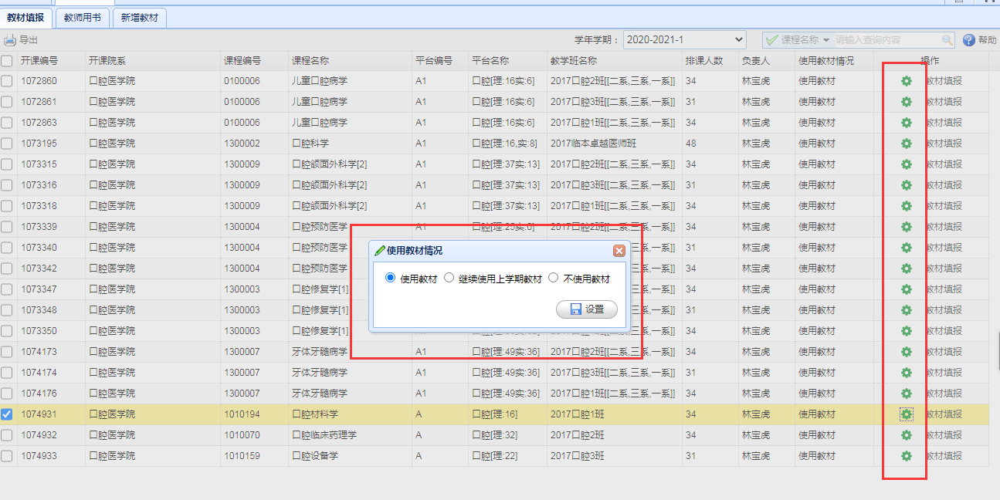 教材填报 教师用书 新增教材
导出 学年学期： 2020-2021-1 课程名称 请输入查询内容 帮助
开课编号 开课院系 课程编号 课程名称 平台编号 平台名称 教学班名称 排课人数 负责人 使用教材情况 操作
1072860 口腔医学院 0100006 儿童口腔病学 A1 口腔[理:16实:6] 2017口腔2班[[二系,三系,一系]] 34 林宝虎 使用教材 教材填报
1072861 口腔医学院 0100006 儿童口腔病学 A1 口腔[理:16实:6] 2017口腔3班[[二系,三系,一系]] 31 林宝虎 使用教材 教材填报
1072863 口腔医学院 0100006 儿童口腔病学 A1 口腔[理:16实:6] 2017口腔1班[[二系,三系,一系]] 34 林宝虎 使用教材 教材填报
1073195 口腔医学院 1300002 口腔科学 A1 口腔[理:16,实:8] 2017临本卓越医师班 48 林宝虎 使用教材 教材填报
1073315 口腔医学院 1300009 口腔颌面外科学[2] A1 口腔[理:37实:13] 2017口腔2班[[二系,三系,一系]] 34 林宝虎 使用教材 教材填报
1073316 口腔医学院 1300009 口腔颌面外科学[2] A1 口腔[理:37实:13] 2017口腔3班[[二系,三系,一系]] 31 林宝虎 使用教材 教材填报
1073318 口腔医学院 1300009 口腔颌面外科学[2] A1 口腔[理:37实:13] 2017口腔1班[[二系,三系,一系]] 34 林宝虎 使用教材 教材填报
1073339 口腔医学院 1300004 口腔预防医学 A1 2017口腔2班[[二系,三系,一系]] 34 林宝虎 使用教材 教材填报
1073340 口腔医学院 1300004 口腔预防医学 三系,一系]] 31 林宝虎 使用教材 教材填报
1073342 口腔医学院 1300004 口腔预防医学 三系,一系]] 34 林宝虎 使用教材 教材填报
1073347 口腔医学院 1300003 口腔修复学[1] 三系,一系]] 34 林宝虎 使用教材 教材填报
1073348 口腔医学院 1300003 口腔修复学[1] 三系,一系]] 31 林宝虎 使用教材 教材填报
1073350 口腔医学院 1300003 口腔修复学[1] 三系,一系]] 34 林宝虎 使用教材 教材填报
1074173 口腔医学院 1300007 牙体牙髓病学 A1 口腔[理:49实:36] 2017口腔2班[[二系,三系,一系]] 34 林宝虎 使用教材 教材填报
1074174 口腔医学院 1300007 牙体牙髓病学 A1 口腔[理:49实:36] 2017口腔3班[[二系,三系,一系]] 31 林宝虎 使用教材 教材填报
1074176 口腔医学院 1300007 牙体牙髓病学 A1 口腔[理:49实:36] 2017口腔1班[[二系,三系,一系]] 34 林宝虎 使用教材 教材填报
1074931 口腔医学院 1010194 口腔材料学 A 口腔[理:16] 2017口腔1班 34 林宝虎 使用教材 教材填报
1074932 口腔医学院 1010070 口腔临床药理学 A 口腔[理:32] 2017口腔2班 34 林宝虎 使用教材 教材填报
1074933 口腔医学院 1010159 口腔设备学 A 口腔[理:22] 2017口腔3班 31 林宝虎 使用教材 教材填报
使用教材情况
使用教材 继续使用上学期教材 不使用教材
设置